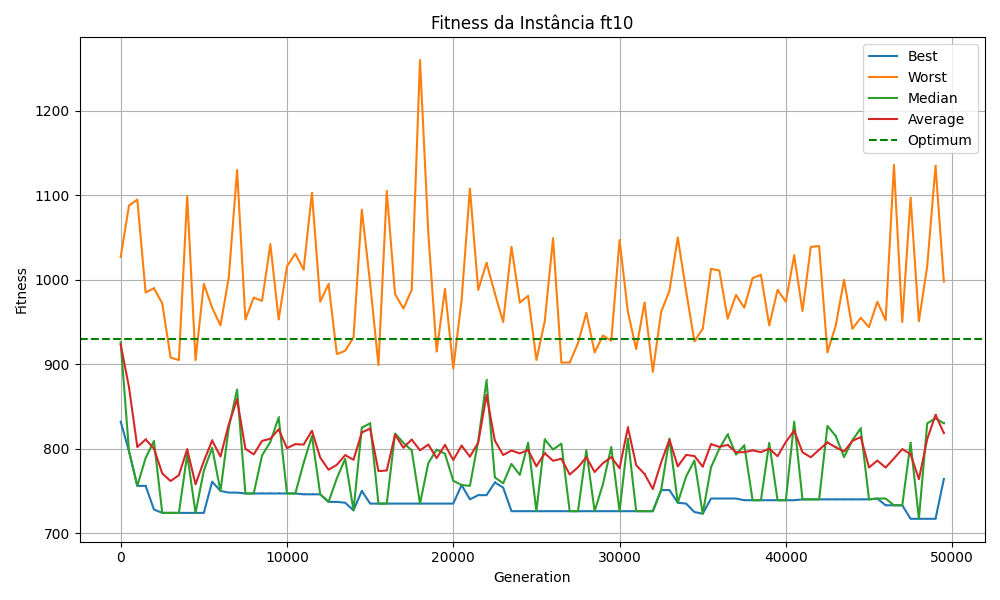 Fitness da Instância ft10
Best
Worst
Median
Average
Optimum
Fitness
1200
1100
1000
900
800
700
0
10000
20000
30000
40000
50000
Generation